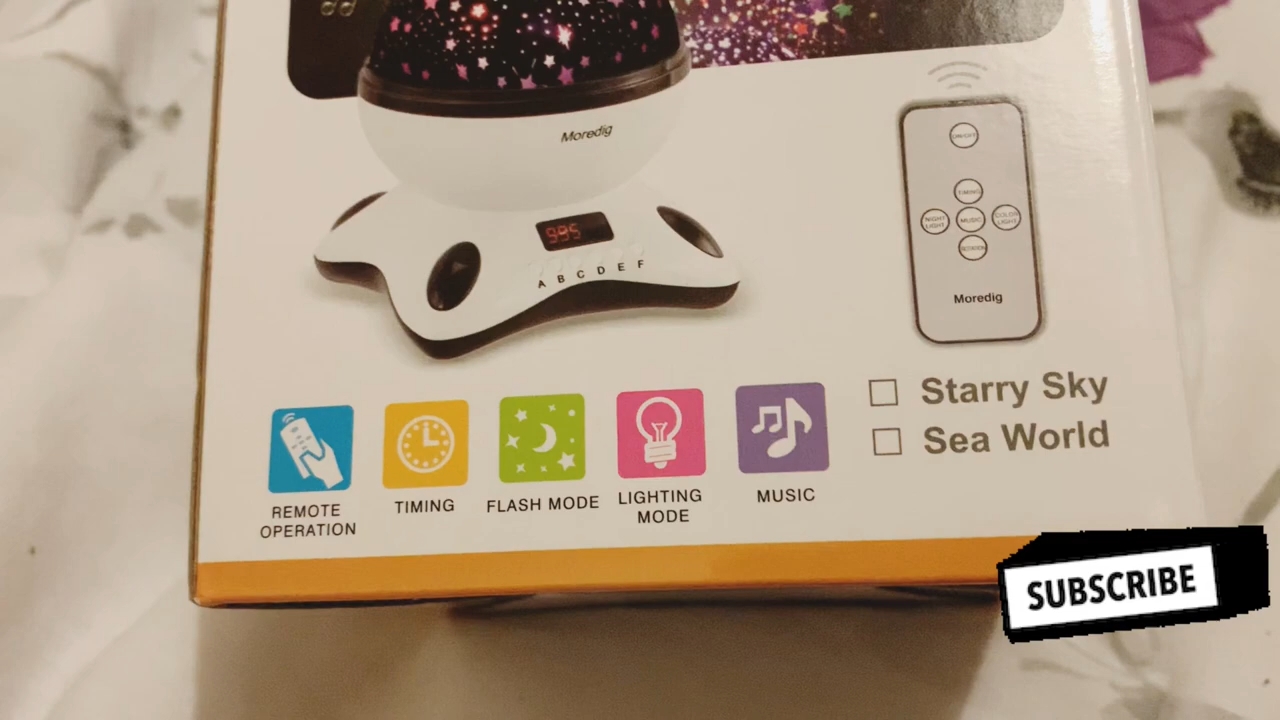 Moredig
995
A B C D E F
ON/OFF
TIMING
NIGHT
LIGHT
MUSIC
COLOR
LIGHT
ROTATION
Moredig
Starry Sky
Sea World
REMOTE
OPERATION
TIMING
FLASH MODE
LIGHTING
MODE
MUSIC
SUBSCRIBE